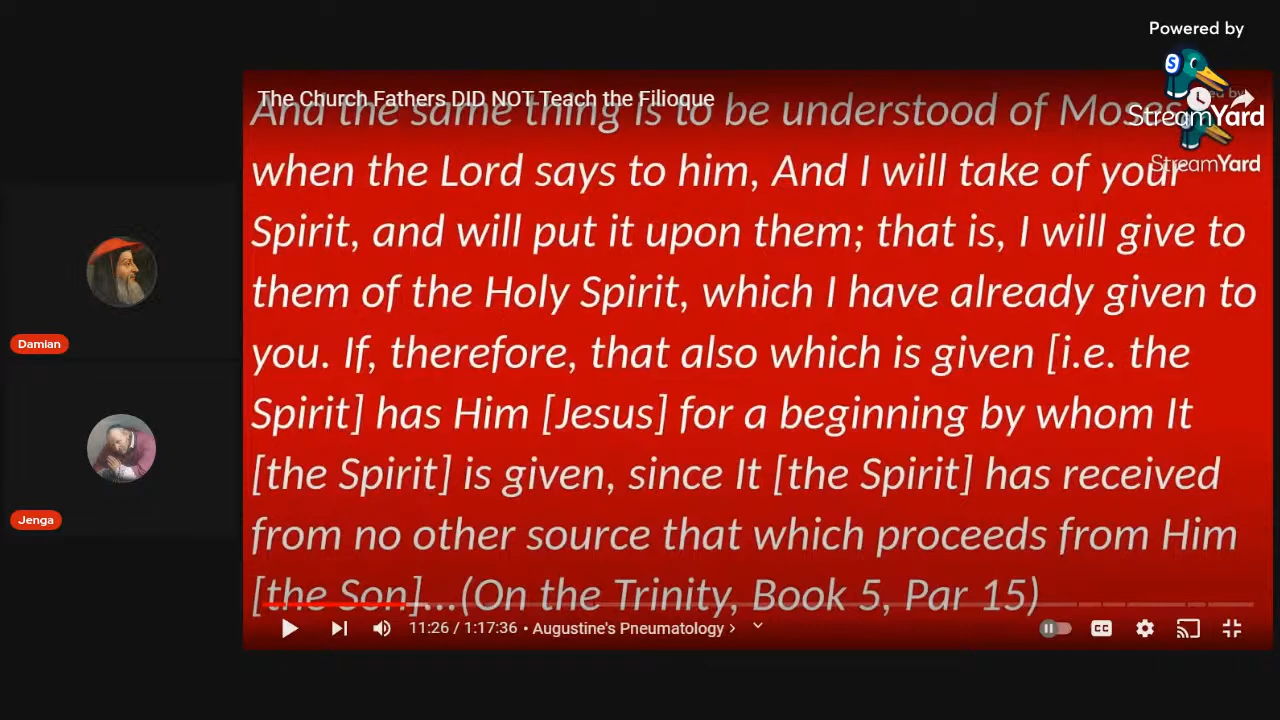 Powered by
StreamYard
The Church Fathers DID NOT Teach the Filioque
And the same thing is to be understood of Moses
StreamYard
when the Lord says to him, And I will take of your
Spirit, and will put it upon them; that is, I will give to
them of the Holy Spirit, which I have already given to
you. If, therefore, that also which is given [i.e. the
Spirit] has Him [Jesus] for a beginning by whom It
[the Spirit] is given, since It [the Spirit] has received
from no other source that which proceeds from Him
[the Son]...(On the Trinity, Book 5, Par 15)
11:26 / 1:17:36 • Augustine's Pneumatology
CC
Damian
Jenga